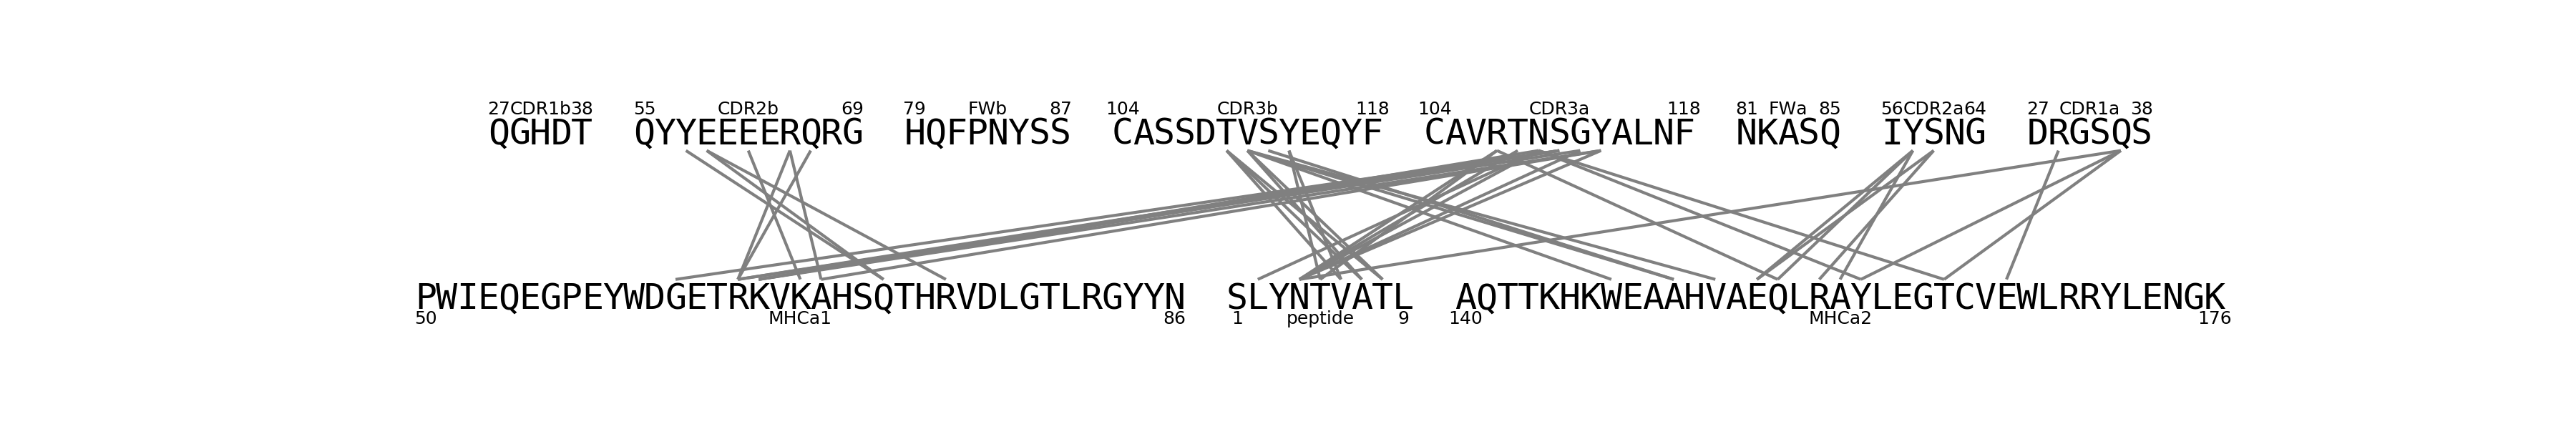 27CDR1b38 55 CDR2b 69 79 FWb 87 104 CDR3b 118 104 CDR3a 118 81 FWa 85 56CDR2a64 27 CDR1a 38
QGHDT QYYEEEERQRG HQFPNYSS CASSDTVSYEQYF CAVRTNSGYALNF NKASQ IYSNG DRGSQS
PWIEQEGPEYWDGETRKVKAHSQTHRVDLGTLRGYYN SLYNTVATL AQTTKHKWEAAHVAEQLRAYLEGTCVEWLRRYLENGK
50 MHCa1 86 1 peptide 9 140 MHCa2 176